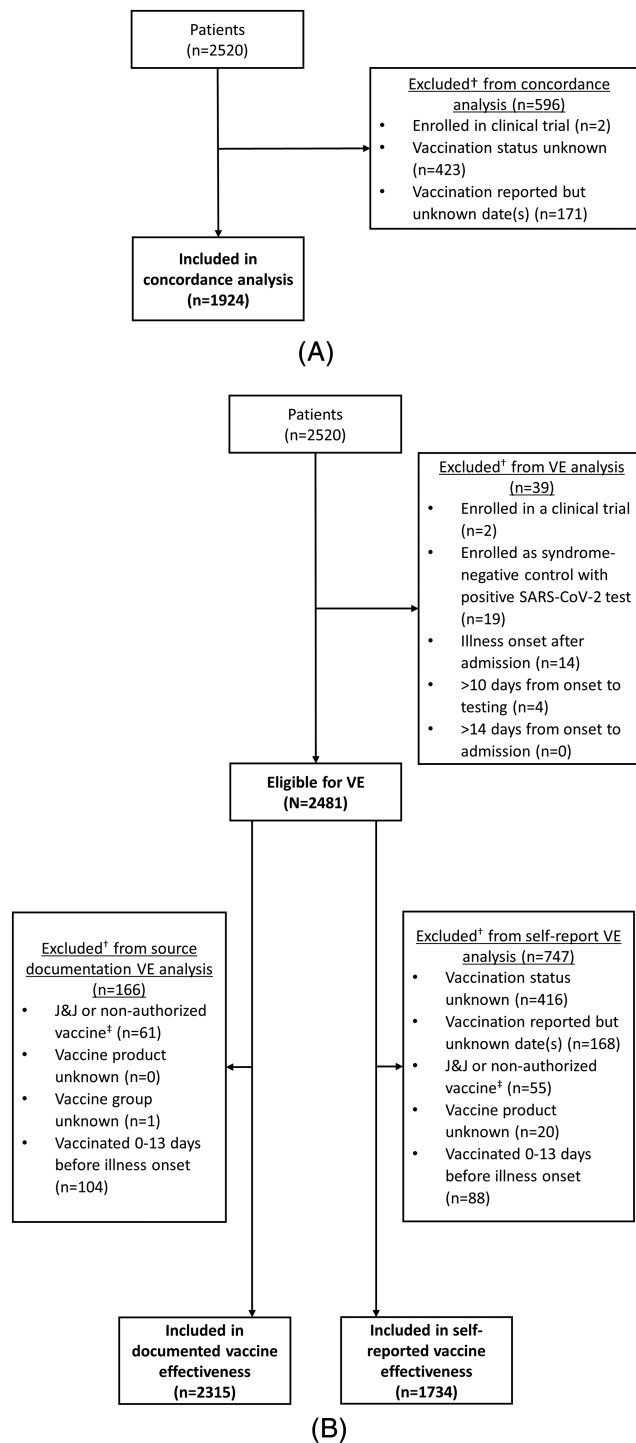 Patients
(n=2520)
Excluded† from concordance
analysis (n=596)
• Enrolled in clinical trial (n=2)
• Vaccination status unknown
(n=423)
• Vaccination reported but
unknown date(s) (n=171)
Included in
concordance analysis
(n=1924)
(A)
Patients
(n=2520)
Excluded† from VE analysis
(n=39)
• Enrolled in a clinical trial
(n=2)
• Enrolled as syndrome-
negative control with
positive SARS-CoV-2 test
(n=19)
• Illness onset after
admission (n=14)
• >10 days from onset to
testing (n=4)
• >14 days from onset to
admission (n=0)
Eligible for VE
(N=2481)
Excluded† from source
documentation VE analysis
(n=166)
• J&J or non-authorized
vaccine‡ (n=61)
• Vaccine product
unknown (n=0)
• Vaccine group
unknown (n=1)
• Vaccinated 0-13 days
before illness onset
(n=104)
Excluded† from self-report VE
analysis (n=747)
• Vaccination status
unknown (n=416)
• Vaccination reported but
unknown date(s) (n=168)
• J&J or non-authorized
vaccine‡ (n=55)
• Vaccine product
unknown (n=20)
• Vaccinated 0-13 days
before illness onset
(n=88)
Included in
documented vaccine
effectiveness
(n=2315)
Included in self-
reported vaccine
effectiveness
(n=1734)
(B)